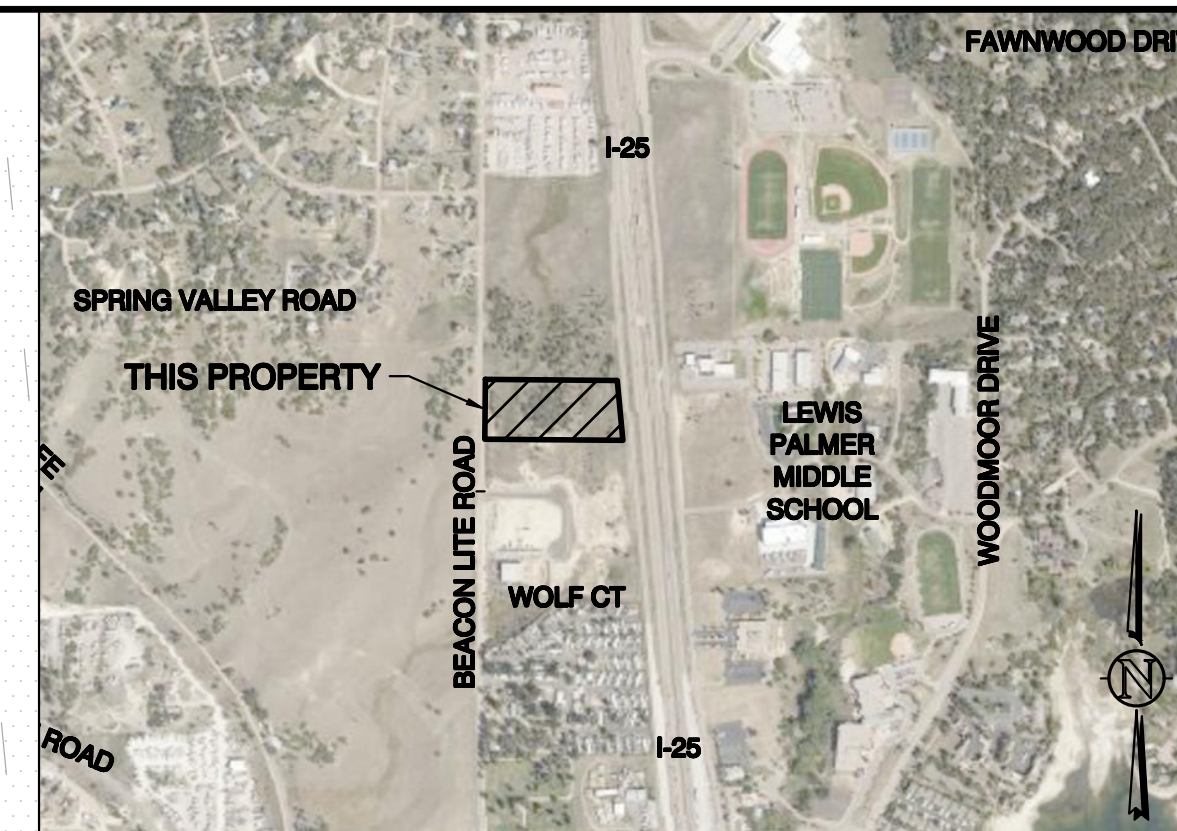 FAWNWOOD DRI
I-25
SPRING VALLEY ROAD
THIS PROPERTY
LEWIS
PALMER
MIDDLE
SCHOOL
WOODMOOR DRIVE
BEACON LITE ROAD
FE
WOLF CT
ROAD
I-25
N